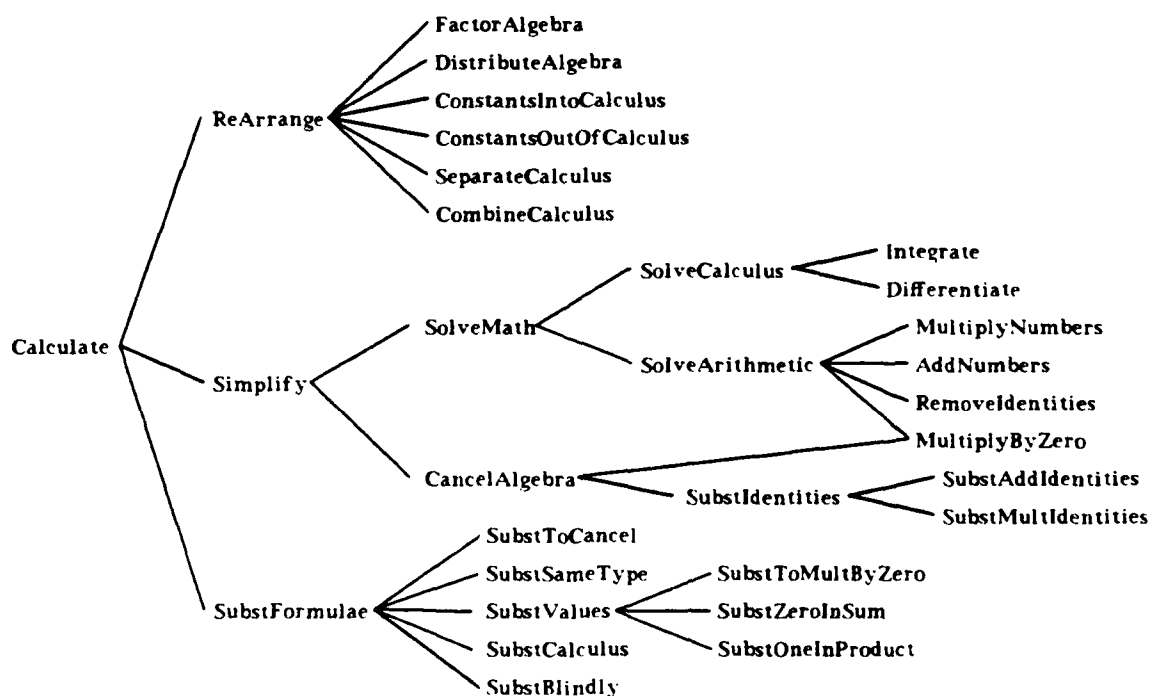 FactorAlgebra
DistributeAlgebra
ConstantsIntoCalculus
ReArrange
ConstantsOutOfCalculus
SeparateCalculus
CombineCalculus
Integrate
SolveCalculus
Differentiate
SolveMath
MultiplyNumbers
Calculate
SolveArithmetic
AddNumbers
Simplify
RemoveIdentities
MultiplyByZero
CancelAlgebra
SubstAddIdentities
SubstIdentities
SubstMultIdentities
SubstToCancel
SubstSameType
SubstToMultByZero
SubstFormulae
SubstValues
SubstZeroInSum
SubstCalculus
SubstOneInProduct
SubstBlindly